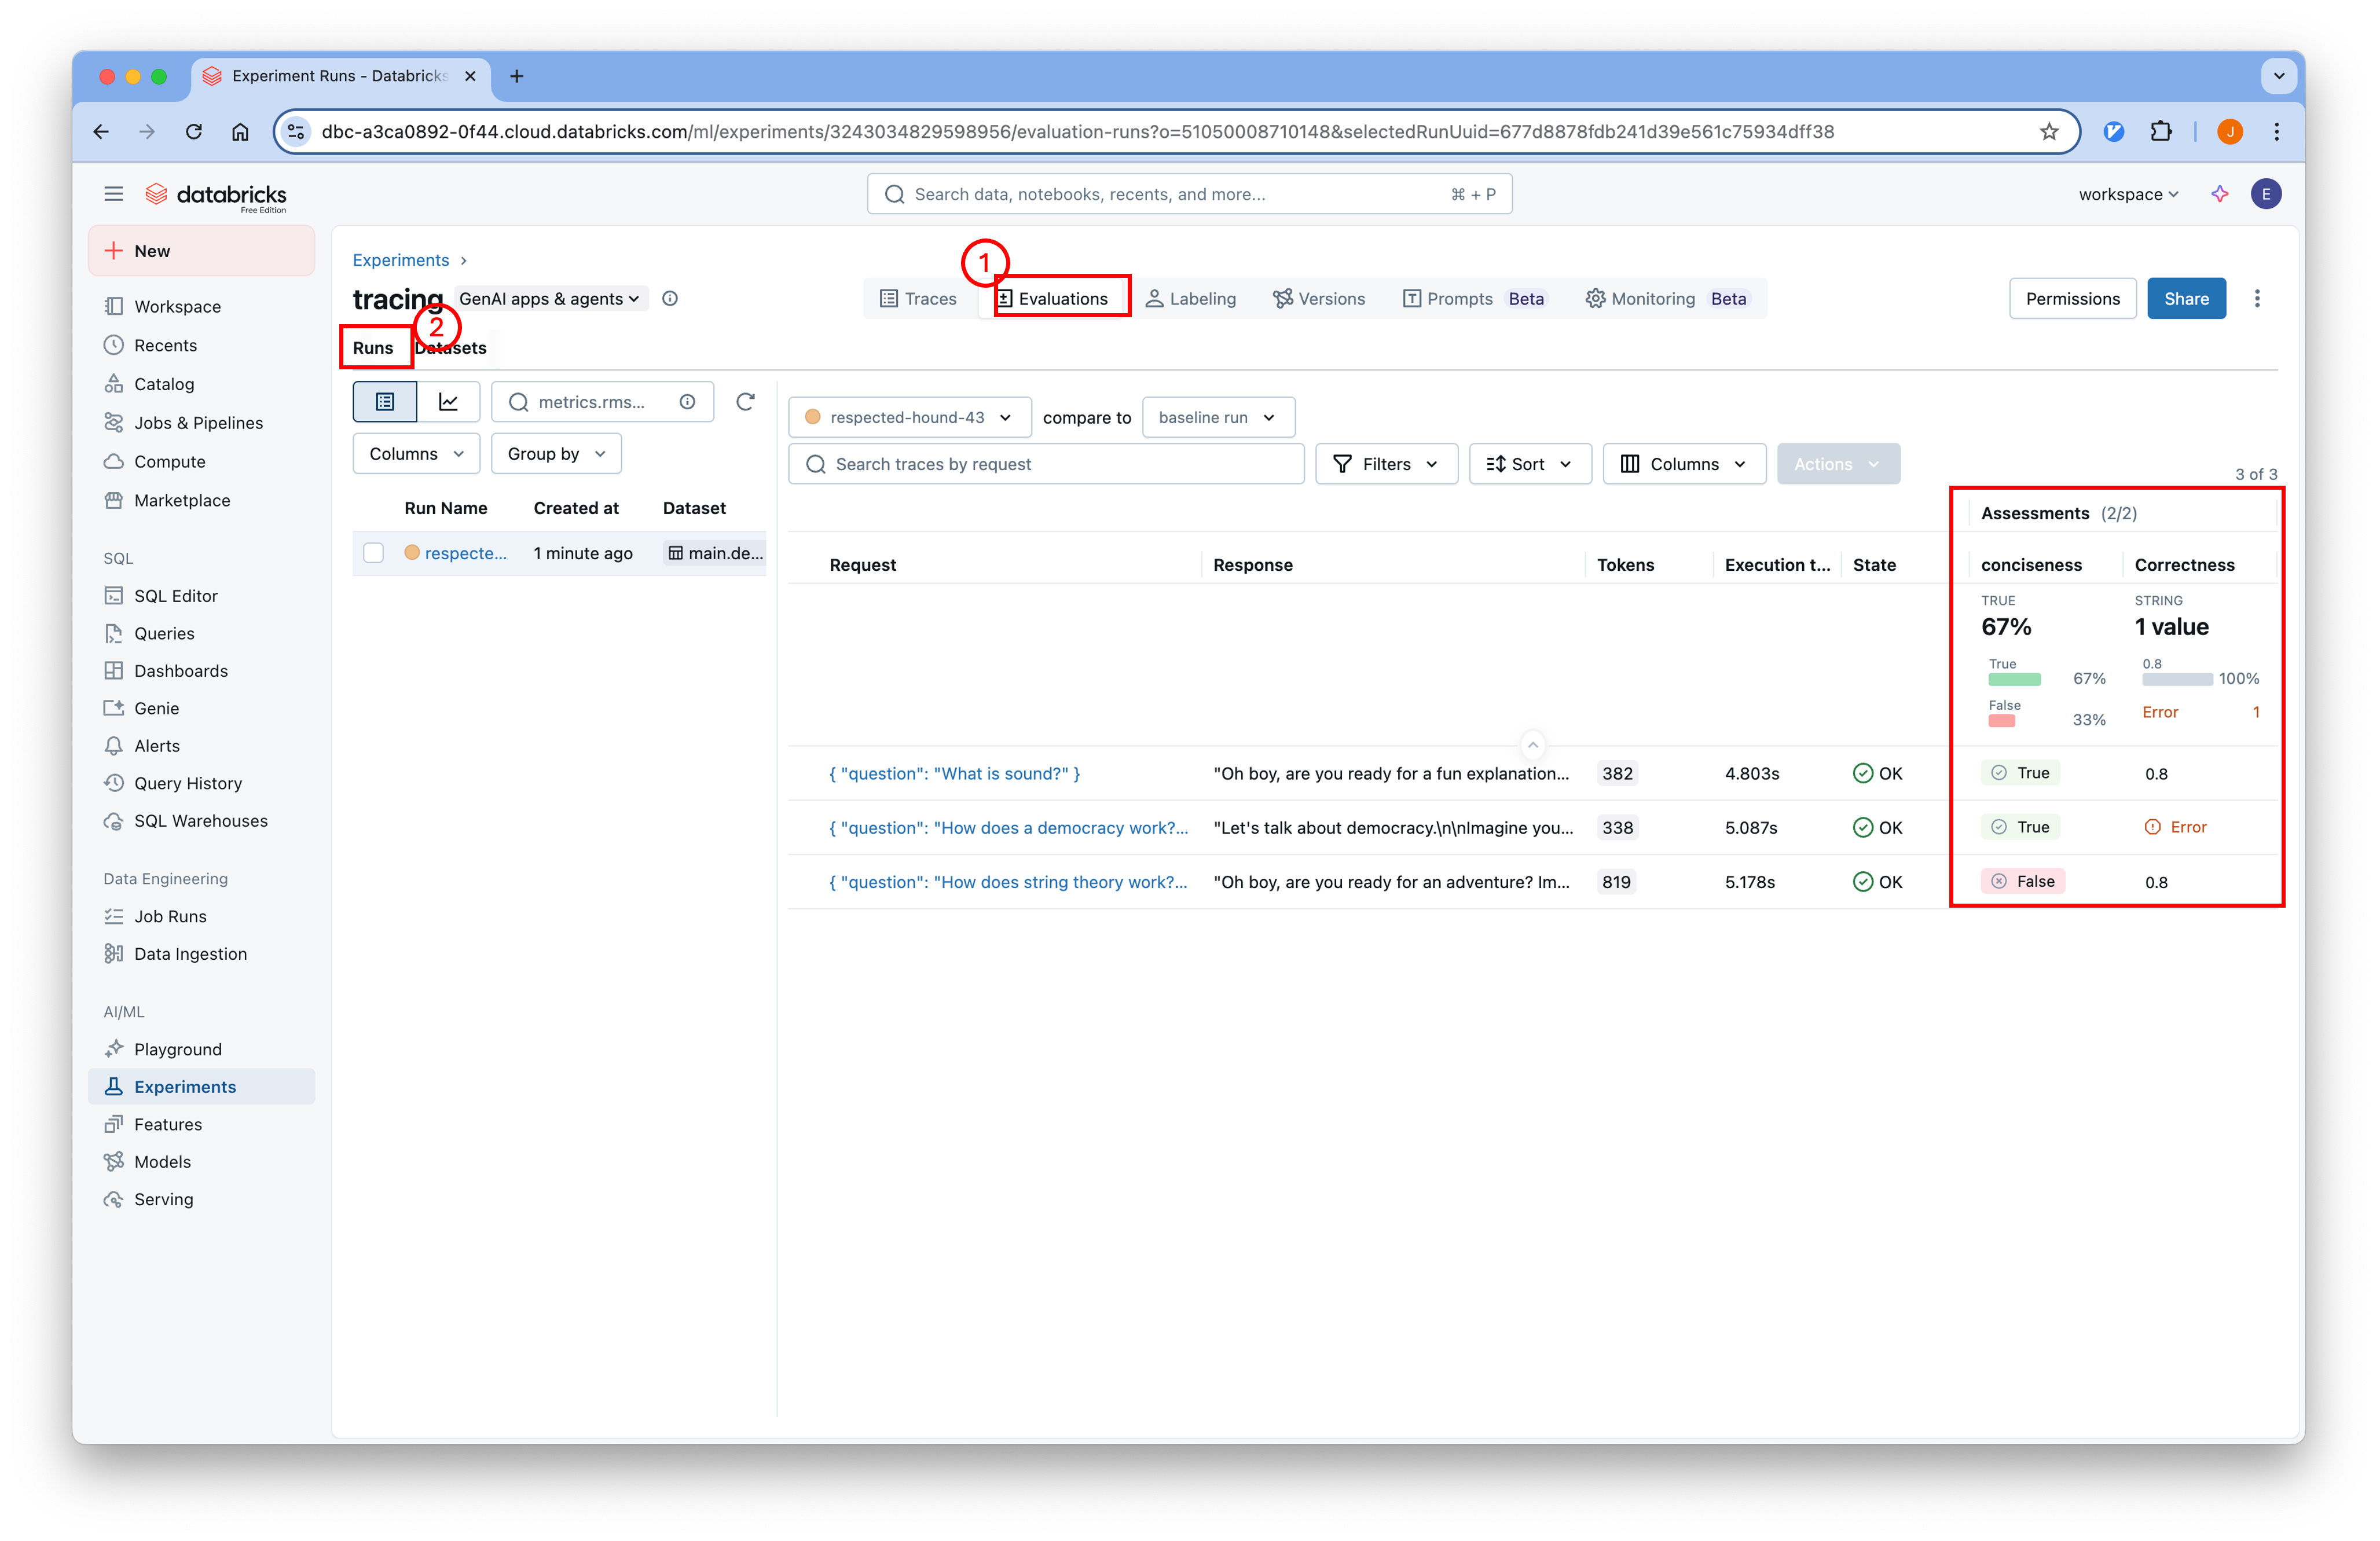 Experiment Runs - Databricks
dbc-a3ca0892-0f44.cloud.databricks.com/ml/experiments/3243034829598956/evaluation-runs?o=51050008710148&selectedRunUuid=677d8878fdb241d39e561c75934dff38
J
databricks
Free Edition
Search data, notebooks, recents, and more...
⌘ + P
workspace
E
New
Workspace
Recents
Catalog
Jobs & Pipelines
Compute
Marketplace
SQL
SQL Editor
Queries
Dashboards
Genie
Alerts
Query History
SQL Warehouses
Data Engineering
Job Runs
Data Ingestion
AI/ML
Playground
Experiments
Features
Models
Serving
Experiments >
1
tracing GenAI apps & agents
Traces Evaluations Labeling Versions Prompts Beta Monitoring Beta
Permissions Share
2
Runs Datasets
metrics.rms...
Columns Group by
Run Name Created at Dataset
respecte... 1 minute ago main.de...
respected-hound-43 compare to baseline run
Search traces by request Filters Sort Columns Actions
3 of 3
Assessments (2/2)
Request Response Tokens Execution t... State conciseness Correctness
TRUE STRING
67% 1 value
True 0.8
67% 100%
False Error 1
33%
{ "question": "What is sound?" } "Oh boy, are you ready for a fun explanation... 382 4.803s OK True 0.8
{ "question": "How does a democracy work?... "Let's talk about democracy.\n\nImagine you... 338 5.087s OK True Error
{ "question": "How does string theory work?... "Oh boy, are you ready for an adventure? Im... 819 5.178s OK False 0.8